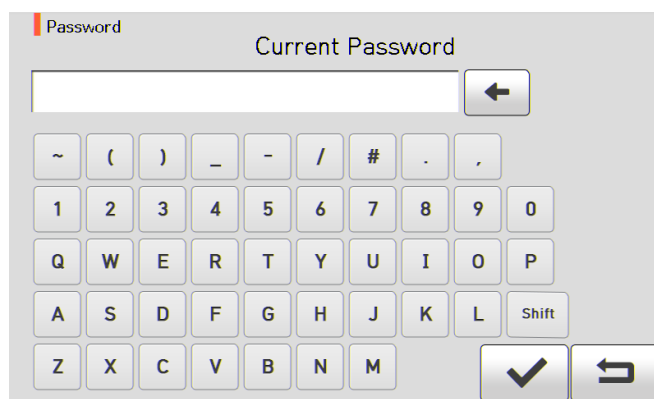 Password
Current Password
~ ( ) _ - / # . ,
1 2 3 4 5 6 7 8 9 0
Q W E R T Y U I O P
A S D F G H J K L Shift
Z X C V B N M